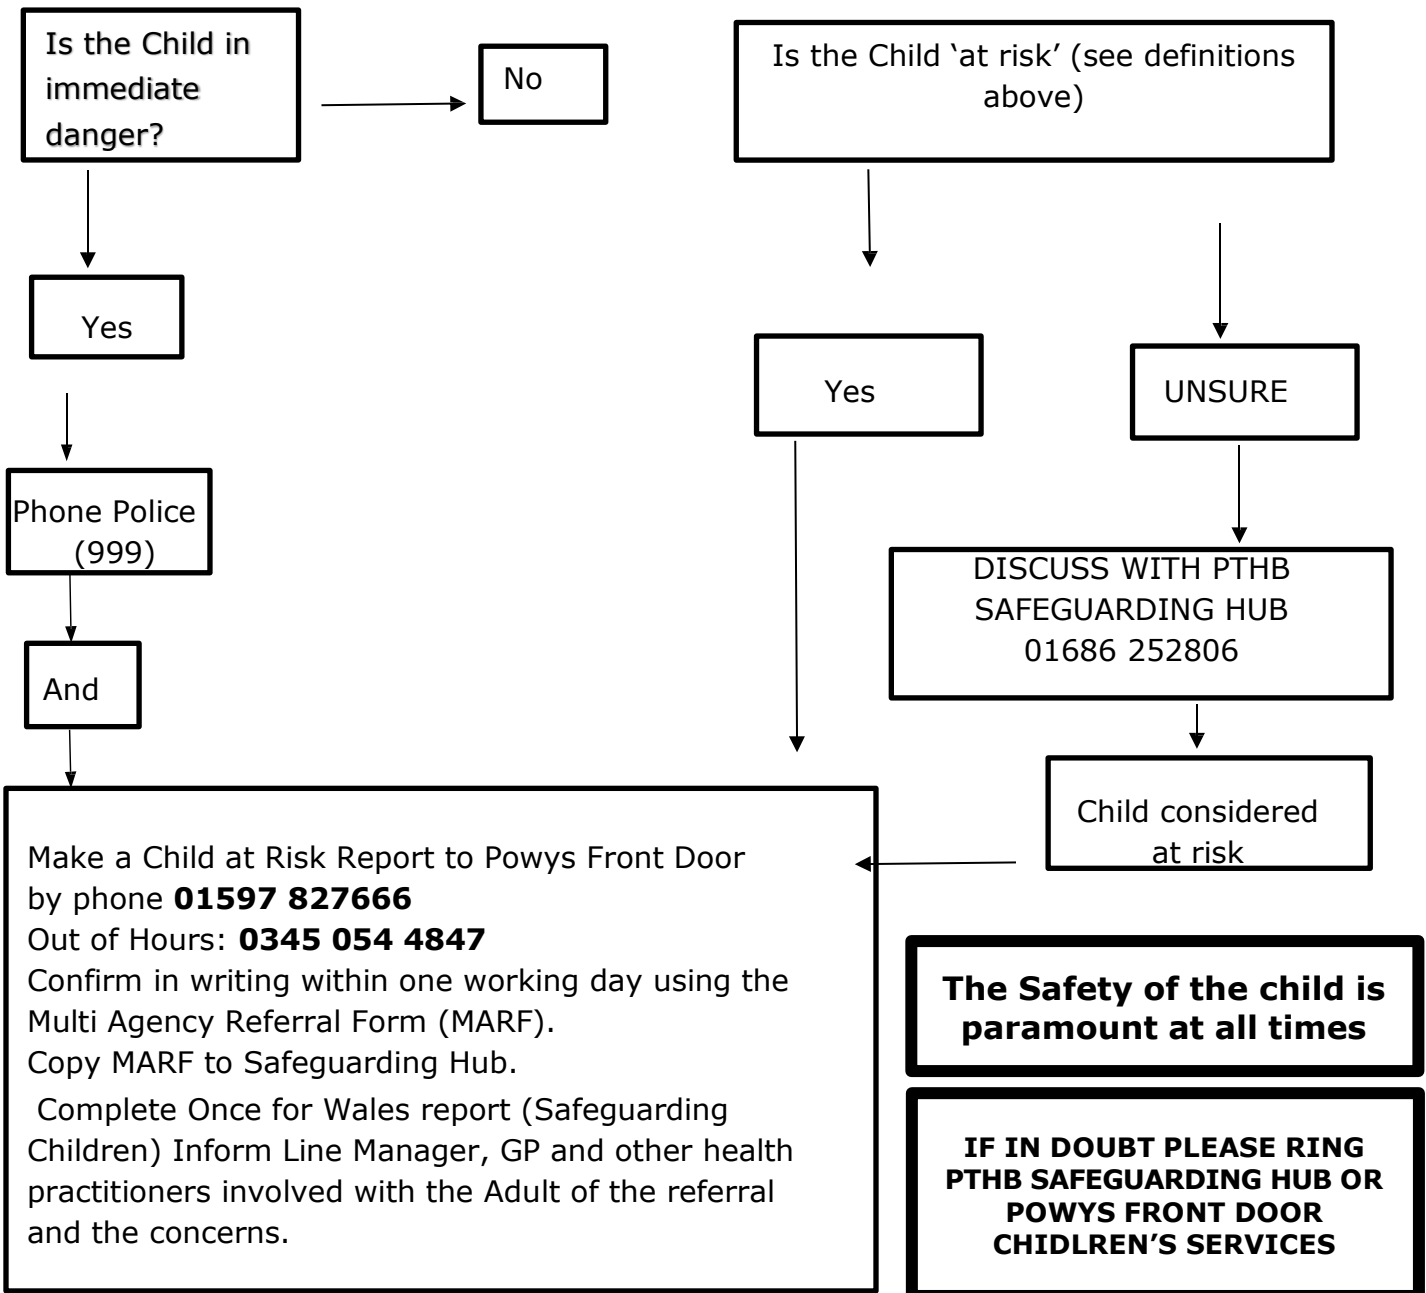 Is the Child in
immediate
danger?
No
Is the Child ‘at risk’ (see definitions
above)
Yes
Yes
UNSURE
Phone Police
(999)
DISCUSS WITH PTHB
SAFEGUARDING HUB
01686 252806
And
Child considered
at risk
Make a Child at Risk Report to Powys Front Door
by phone 01597 827666
Out of Hours: 0345 054 4847
Confirm in writing within one working day using the
Multi Agency Referral Form (MARF).
Copy MARF to Safeguarding Hub.
Complete Once for Wales report (Safeguarding
Children) Inform Line Manager, GP and other health
practitioners involved with the Adult of the referral
and the concerns.
The Safety of the child is
paramount at all times
IF IN DOUBT PLEASE RING
PTHB SAFEGUARDING HUB OR
POWYS FRONT DOOR
CHIDLREN’S SERVICES